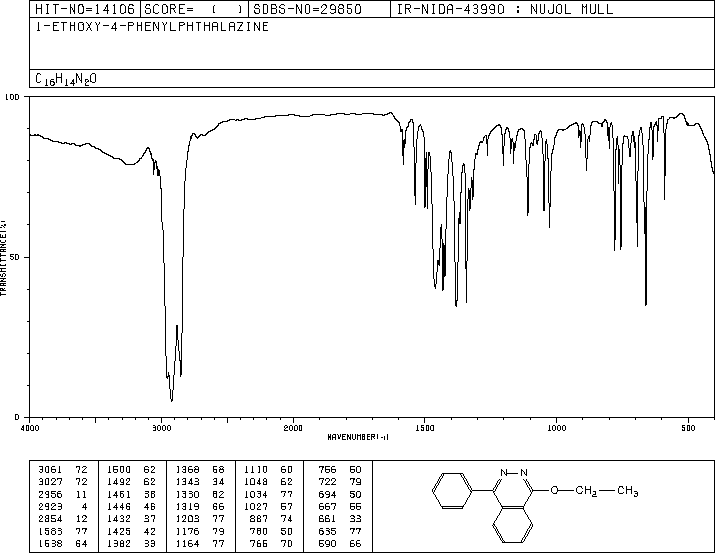 HIT-NO=14106 SCORE= ( ) SDBS-NO=29850 IR-NIDA-43990 : NUJOL MULL
1-ETHOXY-4-PHENYLPHTHALAZINE
C16H14N2O
100
50
0
TRANSMITTANCE(%)
4000 3000 2000 1500 1000 500
WAVENUMBER(-1)
3061 72 1500 62 1368 58 1110 60 756 50
3027 72 1492 62 1343 34 1048 62 722 79
2956 11 1461 38 1330 62 1034 77 694 50
2923 4 1446 46 1319 66 1027 57 667 55
2854 12 1432 37 1203 77 887 74 661 33
1583 77 1425 42 1176 79 780 50 635 77
1538 64 1382 33 1164 77 766 70 590 66
N N
O CH2 CH3